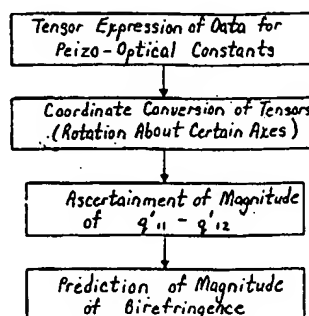 Tensor Expression of Data for
Peizo-Optical Constants
Coordinate Conversion of Tensors
(Rotation About Certain Axes)
Ascertainment of Magnitude
of q'₁₁ - q'₁₂
Prediction of Magnitude
of Birefringence